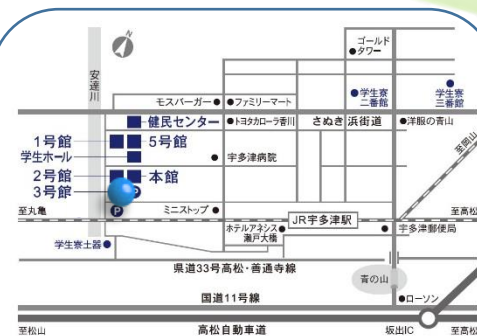 ゴールド
タワー
安達川
学生寮
二番館
学生寮
三番館
モスバーガー
ファミリーマート
健民センター
トヨタカローラ香川
さぬき浜街道
洋服の青山
1号館
5号館
学生ホール
宇多津病院
至岡山
2号館
本館
3号館
P
至丸亀
P
ミニストップ
JR宇多津駅
至高松
ホテルアネシス
瀬戸大橋
宇多津郵便局
学生寮土器
県道33号高松・善通寺線
青の山
国道11号線
ローソン
至松山
高松自動車道
坂出IC
至高松